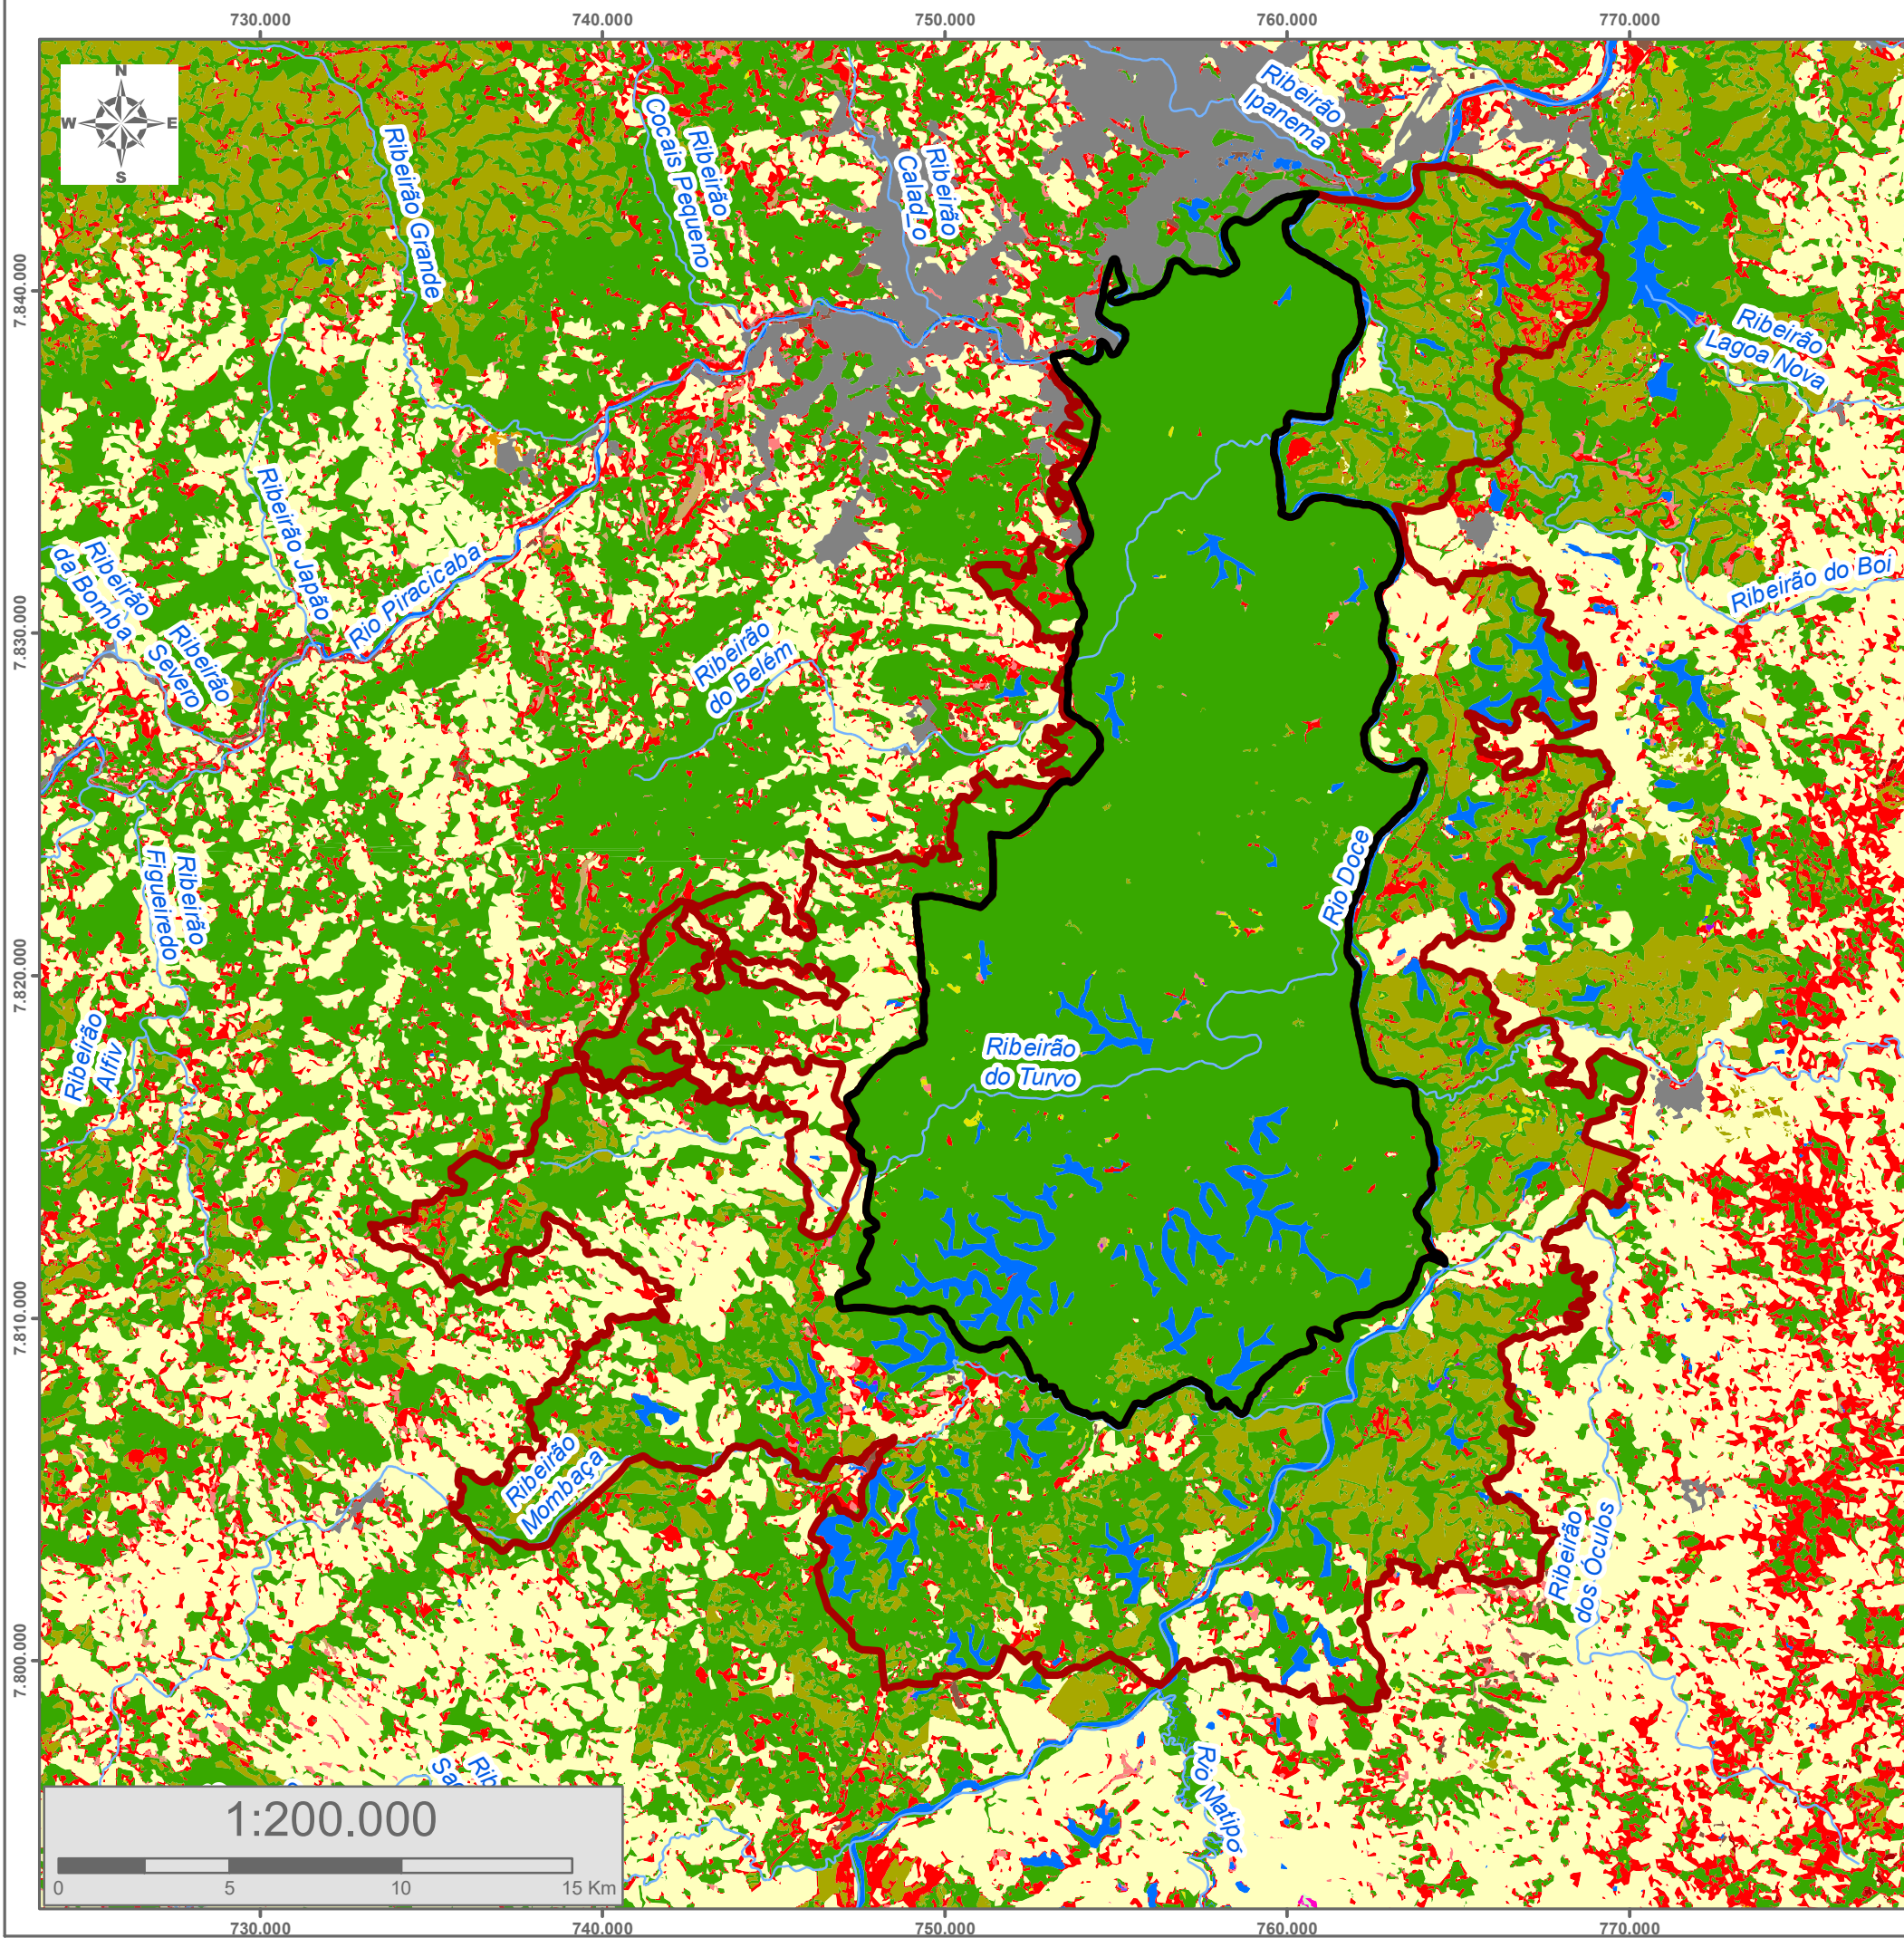 730.000
740.000
750.000
760.000
770.000
N
W
E
S
Ribeirão
Ipanema
Ribeirão Grande
Ribeirão
Cocais Pequeno
Ribeirão
Calad_o
7.840.000
7.840.000
Ribeirão
Lagoa Nova
Ribeirão Japão
Rio Piracicaba
Ribeirão
da Bomba
Ribeirão
Severo
Ribeirão do Boi
7.830.000
Ribeirão
do Belém
Rio Doce
Ribeirão
Figueiredo
7.820.000
Ribeirão
Alfiv
Ribeirão
do Turvo
7.810.000
Ribeirão
Mombaça
Ribeirão
dos Óculos
7.800.000
Rio Matipó
1:200.000
0
5
10
15 Km
730.000
740.000
750.000
760.000
770.000